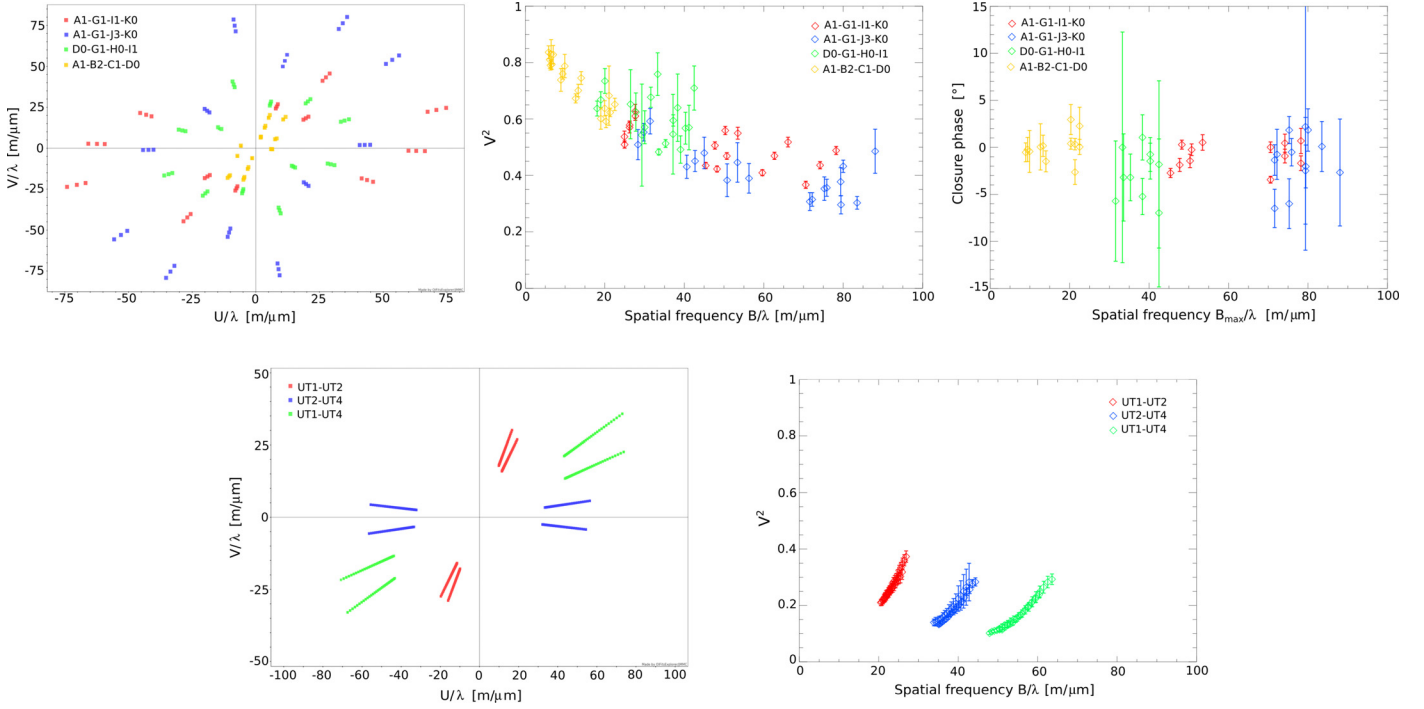 75
50
25
0
-25
-50
-75
-75
-50
-25
0
25
50
75
V/λ [m/μm]
U/λ [m/μm]
A1-G1-I1-K0
A1-G1-J3-K0
D0-G1-H0-I1
A1-B2-C1-D0
1
0.8
0.6
0.4
0.2
0
0
20
40
60
80
100
V²
Spatial frequency B/λ [m/μm]
A1-G1-I1-K0
A1-G1-J3-K0
D0-G1-H0-I1
A1-B2-C1-D0
15
10
5
0
-5
-10
-15
0
20
40
60
80
100
Closure phase [°]
Spatial frequency Bmax/λ [m/μm]
A1-G1-I1-K0
A1-G1-J3-K0
D0-G1-H0-I1
A1-B2-C1-D0
50
25
0
-25
-50
-100
-80
-60
-40
-20
0
20
40
60
80
100
V/λ [m/μm]
U/λ [m/μm]
UT1-UT2
UT2-UT4
UT1-UT4
1
0.8
0.6
0.4
0.2
0
0
20
40
60
80
100
V²
Spatial frequency B/λ [m/μm]
UT1-UT2
UT2-UT4
UT1-UT4